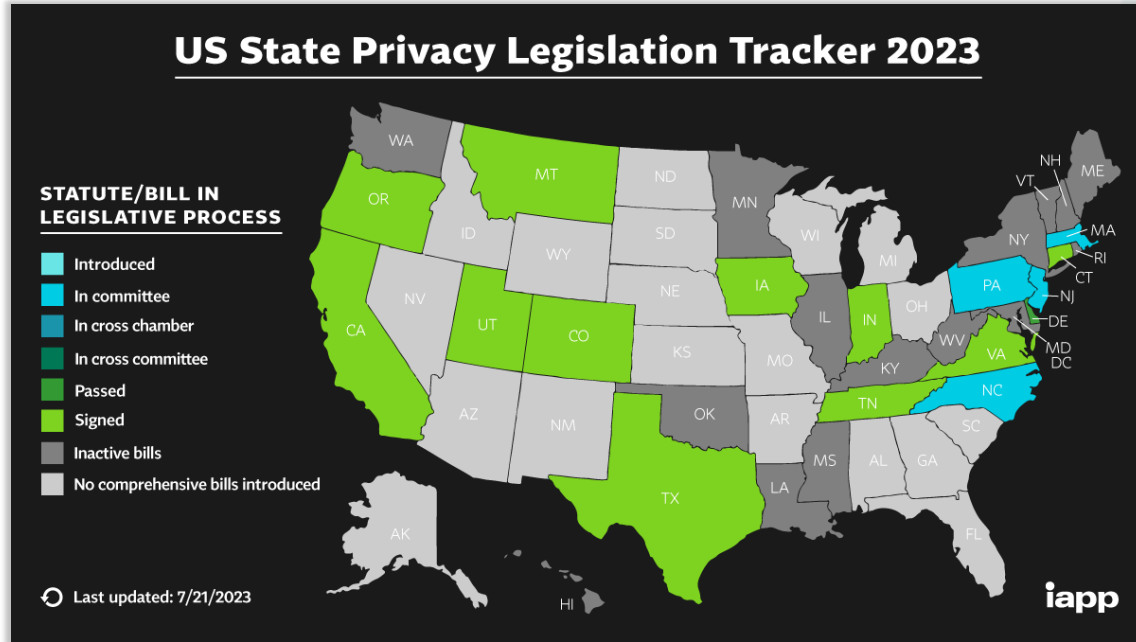 US State Privacy Legislation Tracker 2023
STATUTE/BILL IN
LEGISLATIVE PROCESS
Introduced
In committee
In cross chamber
In cross committee
Passed
Signed
Inactive bills
No comprehensive bills introduced
WA
MT
ND
MN
OR
ID
SD
WI
MI
NY
VT
NH
ME
MA
RI
CT
WY
NV
NE
IA
PA
NJ
CA
UT
CO
KS
MO
IL
IN
OH
WV
VA
DE
MD
DC
KY
AZ
NM
OK
AR
TN
NC
SC
TX
LA
MS
AL
GA
FL
AK
HI
Last updated: 7/21/2023
iapp